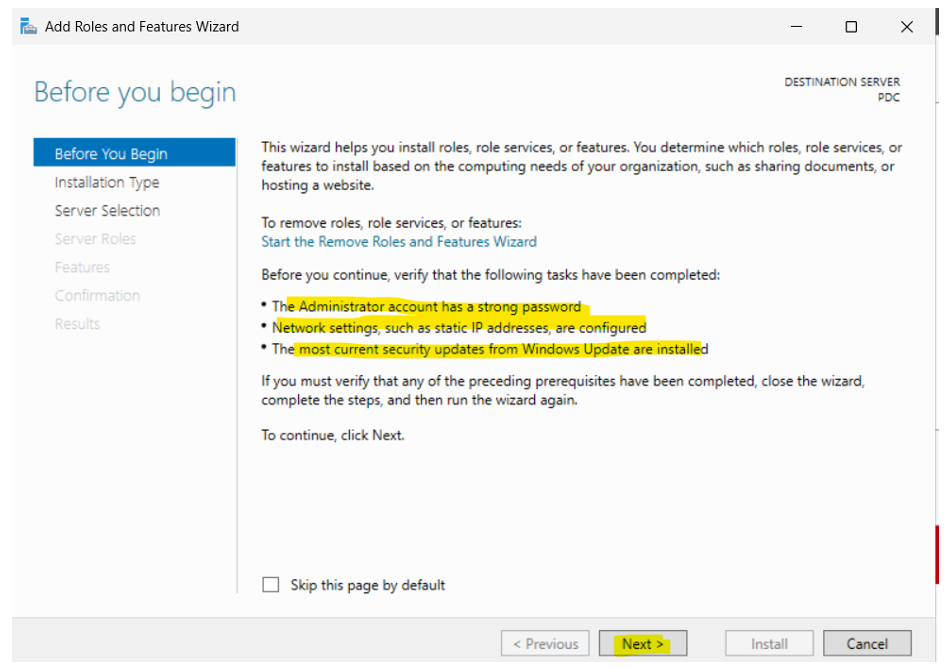 Add Roles and Features Wizard
Before you begin
DESTINATION SERVER
PDC
Before You Begin
Installation Type
Server Selection
Server Roles
Features
Confirmation
Results
This wizard helps you install roles, role services, or features. You determine which roles, role services, or
features to install based on the computing needs of your organization, such as sharing documents, or
hosting a website.
To remove roles, role services, or features:
Start the Remove Roles and Features Wizard
Before you continue, verify that the following tasks have been completed:
• The Administrator account has a strong password
• Network settings, such as static IP addresses, are configured
• The most current security updates from Windows Update are installed
If you must verify that any of the preceding prerequisites have been completed, close the wizard,
complete the steps, and then run the wizard again.
To continue, click Next.
Skip this page by default
< Previous
Next >
Install
Cancel